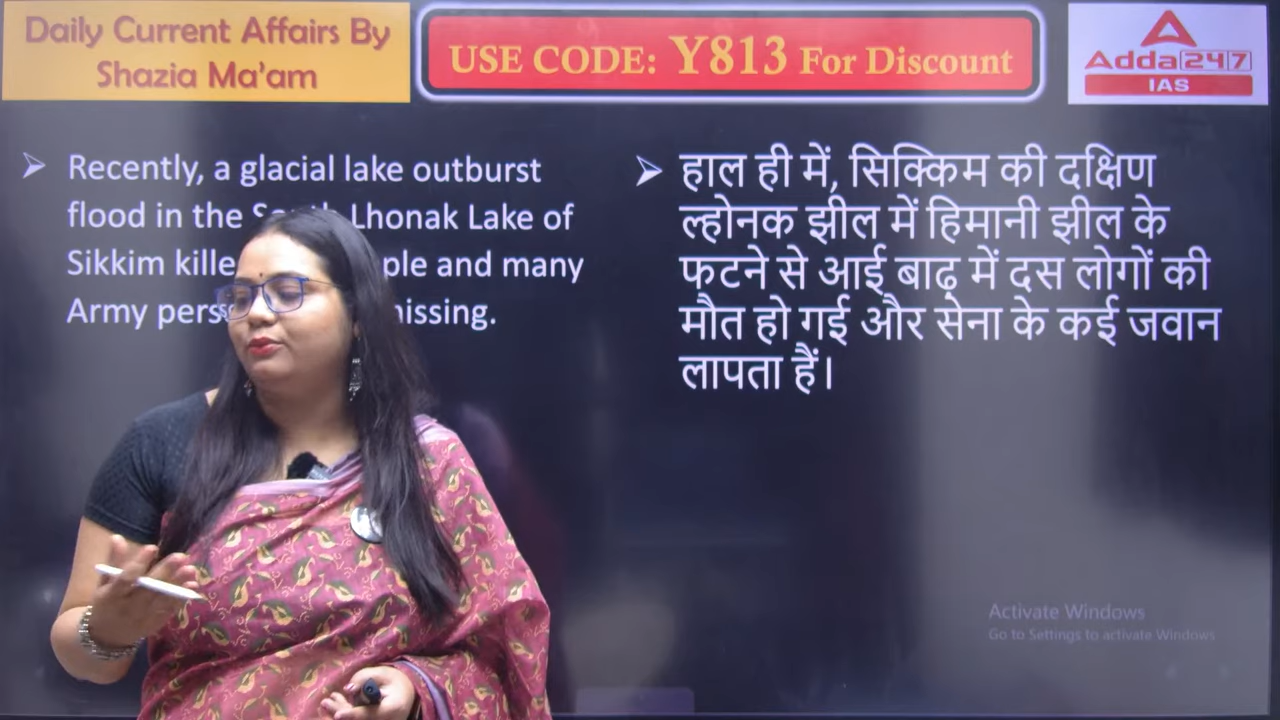 Daily Current Affairs By
Shazia Ma'am
USE CODE: Y813 For Discount
Adda247
IAS
Recently, a glacial lake outburst
flood in the Lhonak Lake of
Sikkim and many
Army missing.
हाल ही में, सिक्किम की दक्षिण
ल्होनक झील में हिमानी झील के
फटने से आई बाढ़ में दस लोगों की
मौत हो गई और सेना के कई जवान
लापता हैं।
Activate Windows
Go to Settings to activate Windows